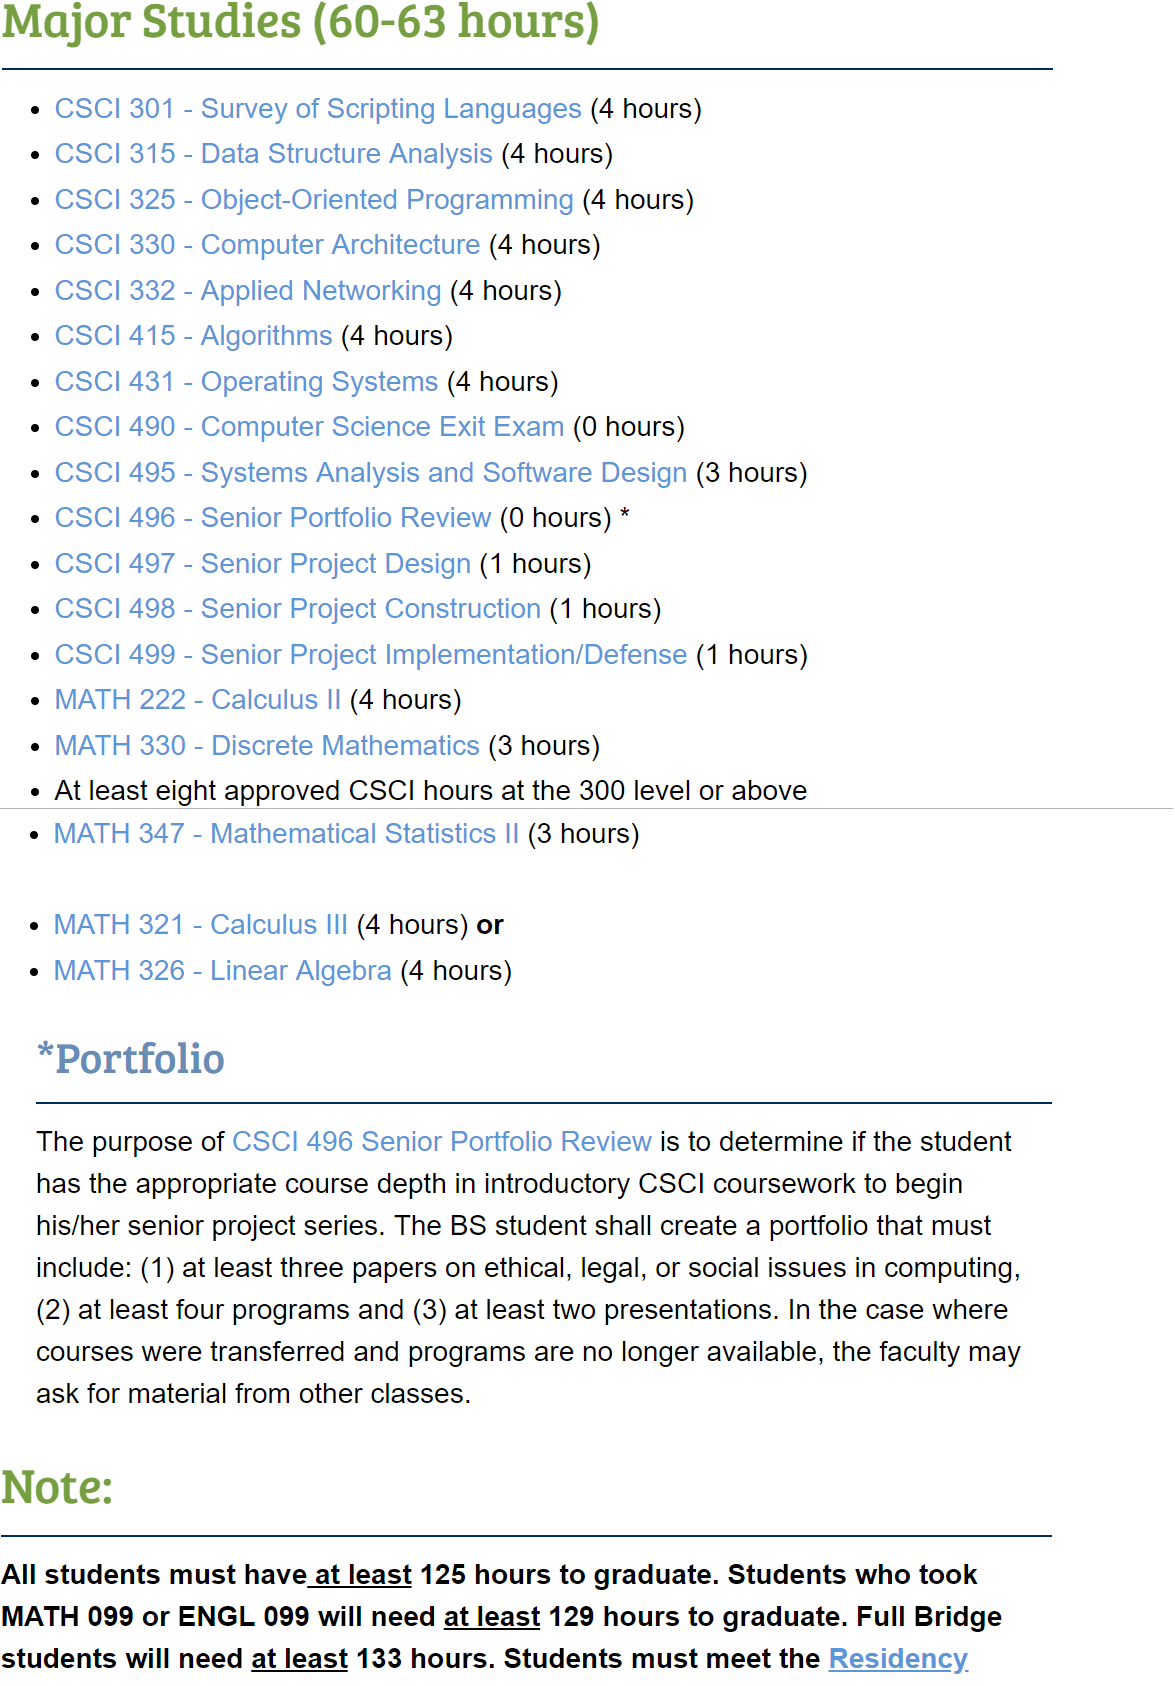 Major Studies (60-63 hours)
• CSCI 301 - Survey of Scripting Languages (4 hours)
• CSCI 315 - Data Structure Analysis (4 hours)
• CSCI 325 - Object-Oriented Programming (4 hours)
• CSCI 330 - Computer Architecture (4 hours)
• CSCI 332 - Applied Networking (4 hours)
• CSCI 415 - Algorithms (4 hours)
• CSCI 431 - Operating Systems (4 hours)
• CSCI 490 - Computer Science Exit Exam (0 hours)
• CSCI 495 - Systems Analysis and Software Design (3 hours)
• CSCI 496 - Senior Portfolio Review (0 hours) *
• CSCI 497 - Senior Project Design (1 hours)
• CSCI 498 - Senior Project Construction (1 hours)
• CSCI 499 - Senior Project Implementation/Defense (1 hours)
• MATH 222 - Calculus II (4 hours)
• MATH 330 - Discrete Mathematics (3 hours)
• At least eight approved CSCI hours at the 300 level or above
• MATH 347 - Mathematical Statistics II (3 hours)
• MATH 321 - Calculus III (4 hours) or
• MATH 326 - Linear Algebra (4 hours)
*Portfolio
The purpose of CSCI 496 Senior Portfolio Review is to determine if the student
has the appropriate course depth in introductory CSCI coursework to begin
his/her senior project series. The BS student shall create a portfolio that must
include: (1) at least three papers on ethical, legal, or social issues in computing,
(2) at least four programs and (3) at least two presentations. In the case where
courses were transferred and programs are no longer available, the faculty may
ask for material from other classes.
Note:
All students must have at least 125 hours to graduate. Students who took
MATH 099 or ENGL 099 will need at least 129 hours to graduate. Full Bridge
students will need at least 133 hours. Students must meet the Residency